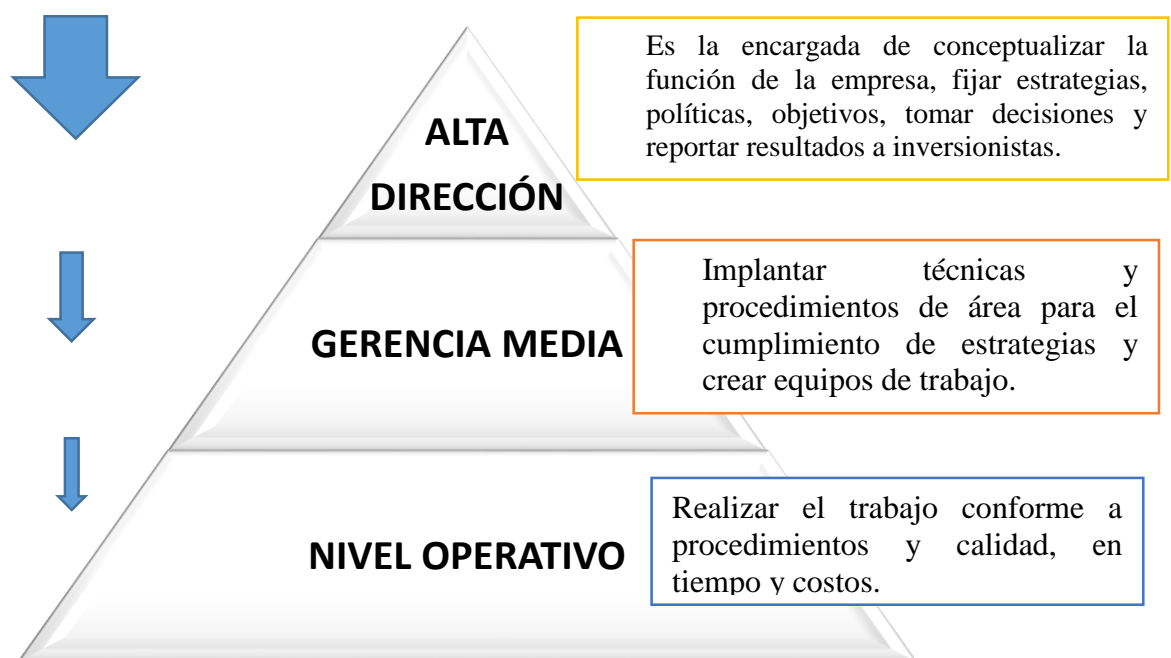 ALTA
DIRECCIÓN
Es la encargada de conceptualizar la
función de la empresa, fijar estrategias,
políticas, objetivos, tomar decisiones y
reportar resultados a inversionistas.
GERENCIA MEDIA
Implantar técnicas y
procedimientos de área para el
cumplimiento de estrategias y
crear equipos de trabajo.
NIVEL OPERATIVO
Realizar el trabajo conforme a
procedimientos y calidad, en
tiempo y costos.